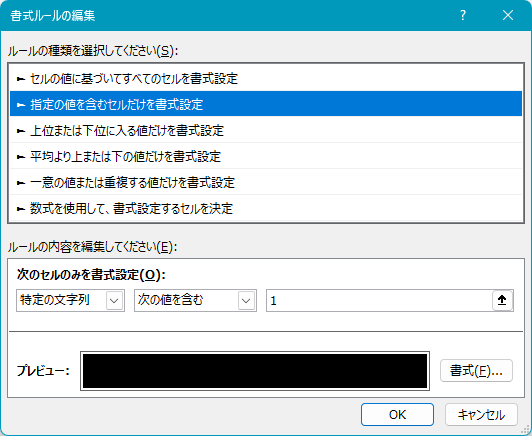 書式ルールの編集
ルールの種類を選択してください(S):
► セルの値に基づいてすべてのセルを書式設定
► 指定の値を含むセルだけを書式設定
► 上位または下位に入る値だけを書式設定
► 平均より上または下の値だけを書式設定
► 一意の値または重複する値だけを書式設定
► 数式を使用して、書式設定するセルを決定
ルールの内容を編集してください(E):
次のセルのみを書式設定(O):
特定の文字列 次の値を含む 1
プレビュー: 書式(F)...
OK キャンセル